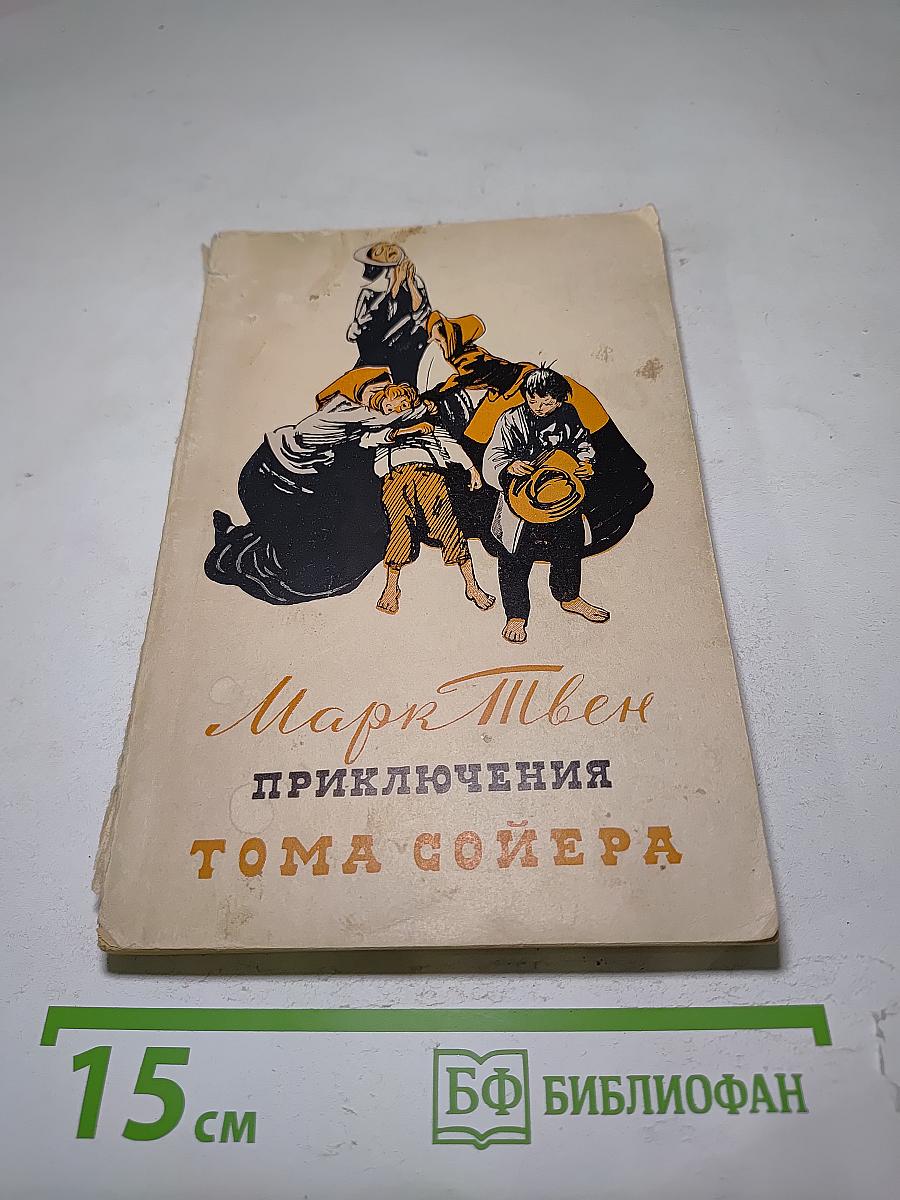 Марк Твен
ПРИКЛЮЧЕНИЯ
ТОМА СОЙЕРА
15 см
БФ БИБЛИОФАН